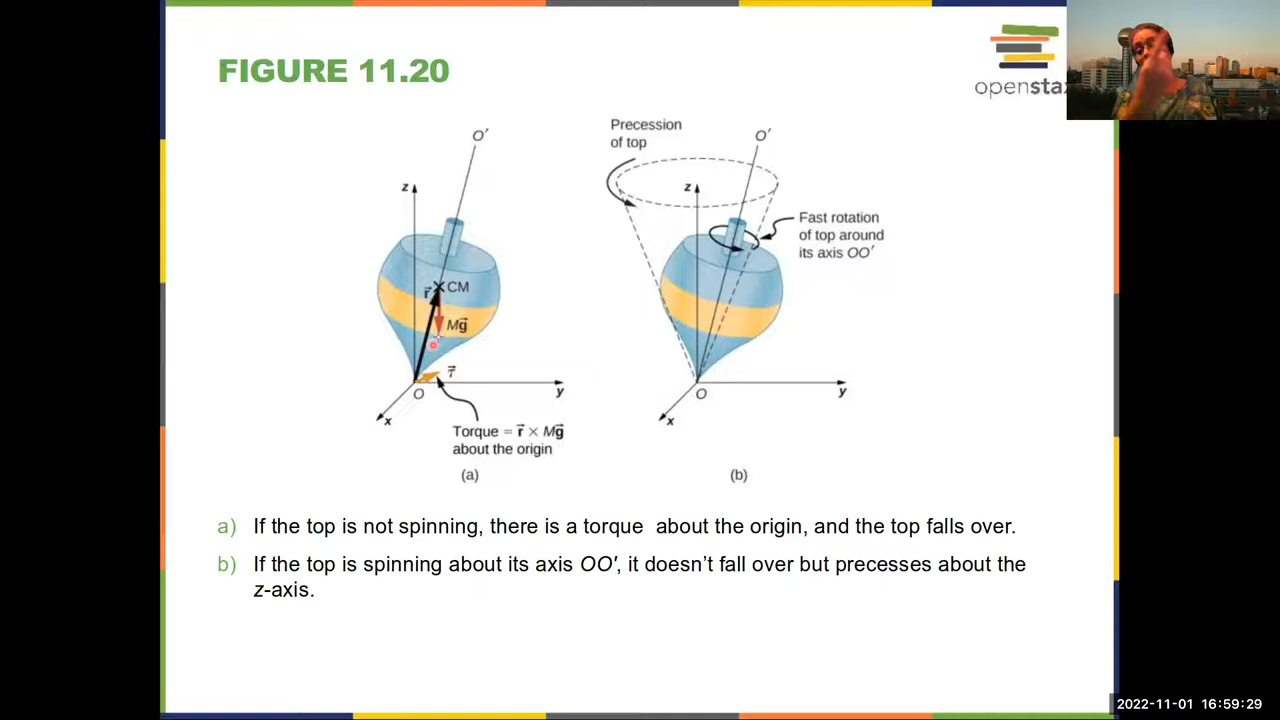 FIGURE 11.20
openstax
O′
z
CM
r⃗
Mg⃗
τ⃗
O
y
x
Torque = r⃗ × Mg⃗
about the origin
(a)
Precession
of top
O′
z
Fast rotation
of top around
its axis OO′
O
y
x
(b)
a) If the top is not spinning, there is a torque about the origin, and the top falls over.
b) If the top is spinning about its axis OO′, it doesn’t fall over but precesses about the
z-axis.
2022-11-01 16:59:29